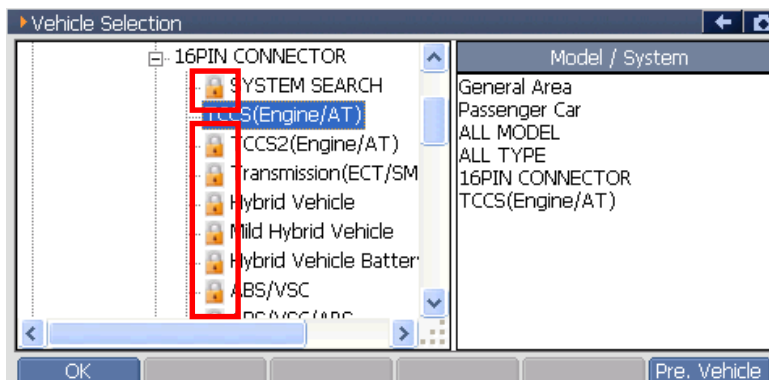 Vehicle Selection
16PIN CONNECTOR
SYSTEM SEARCH
TCCS(Engine/AT)
TCCS2(Engine/AT)
Transmission(ECT/SM
Hybrid Vehicle
Mild Hybrid Vehicle
Hybrid Vehicle Batter
ABS/VSC
Model / System
General Area
Passenger Car
ALL MODEL
ALL TYPE
16PIN CONNECTOR
TCCS(Engine/AT)
OK
Pre. Vehicle